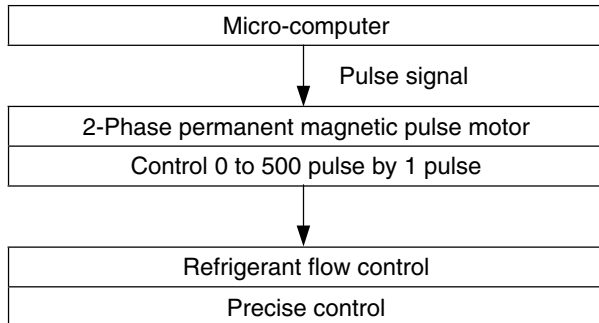 Micro-computer
Pulse signal
2-Phase permanent magnetic pulse motor
Control 0 to 500 pulse by 1 pulse
Refrigerant flow control
Precise control